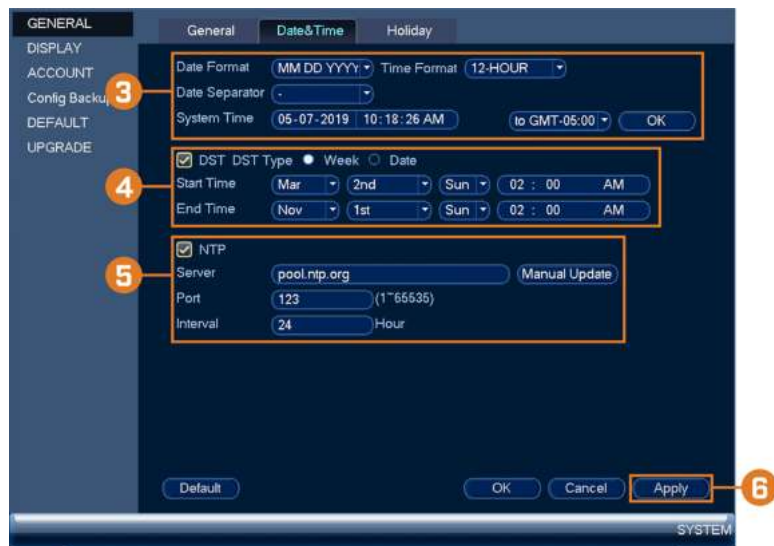 GENERAL
DISPLAY
ACCOUNT
Config Backu
DEFAULT
UPGRADE
General Date&Time Holiday
3
Date Format MM DD YYYY Time Format 12-HOUR
Date Separator -
System Time 05-07-2019 10:18:26 AM to GMT-05:00 OK
4
DST DST Type Week Date
Start Time Mar 2nd Sun 02 : 00 AM
End Time Nov 1st Sun 02 : 00 AM
5
NTP
Server pool.ntp.org Manual Update
Port 123 (1~65535)
Interval 24 Hour
Default OK Cancel Apply
6
SYSTEM